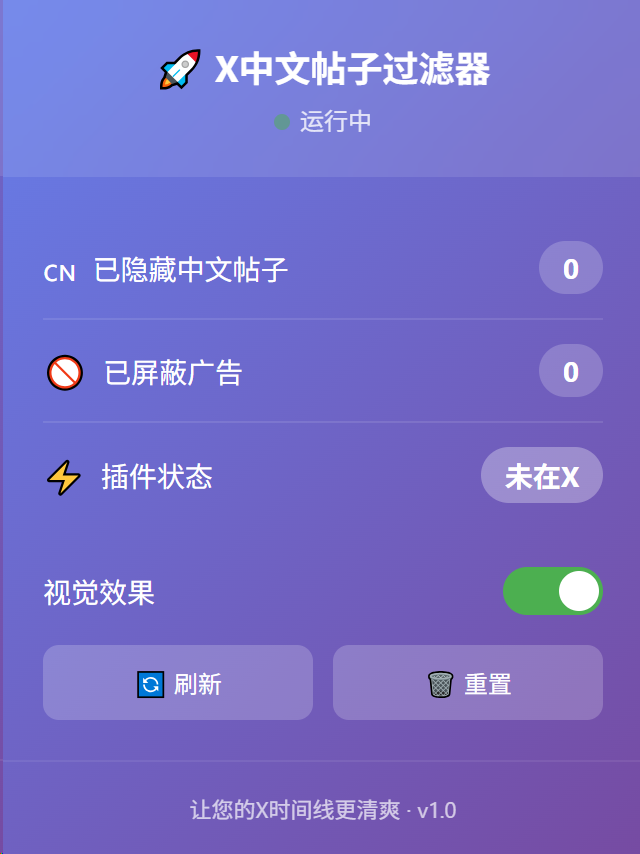 🚀 X中文帖子过滤器
运行中
CN 已隐藏中文帖子 0
🚫 已屏蔽广告 0
⚡ 插件状态 未在X
视觉效果
🔄 刷新 🗑️ 重置
让您的X时间线更清爽 · v1.0